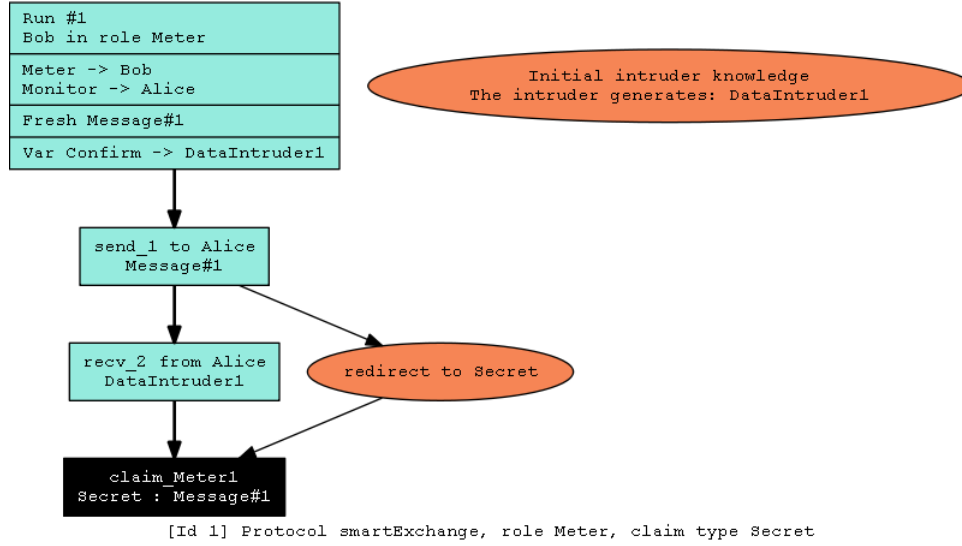 Run #1
Bob in role Meter
Meter -> Bob
Monitor -> Alice
Fresh Message#1
Var Confirm -> DataIntruder1
Initial intruder knowledge
The intruder generates: DataIntruder1
send_1 to Alice
Message#1
recv_2 from Alice
DataIntruder1
redirect to Secret
claim_Meter1
Secret : Message#1
[Id 1] Protocol smartExchange, role Meter, claim type Secret